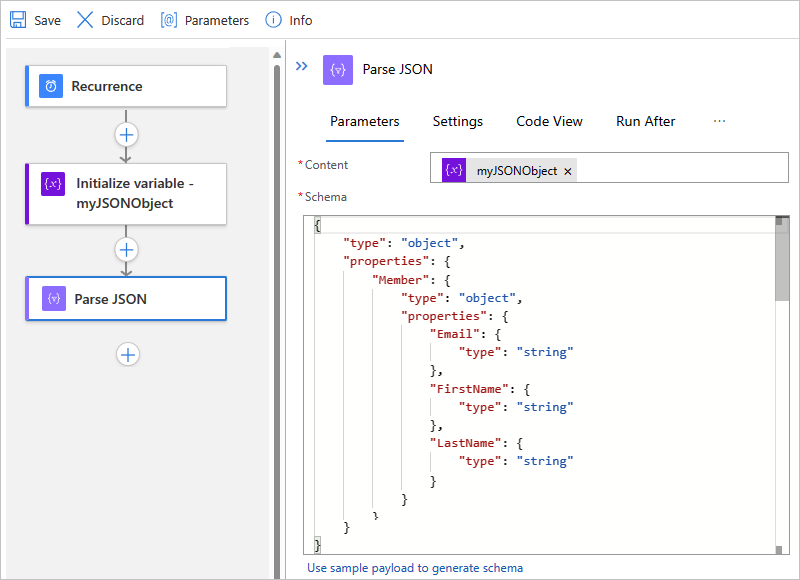 Save Discard Parameters Info
Recurrence
Initialize variable -
myJSONObject
Parse JSON
Parse JSON
Parameters Settings Code View Run After ...
* Content
myJSONObject ×
* Schema
{
    "type": "object",
    "properties": {
        "Member": {
            "type": "object",
            "properties": {
                "Email": {
                    "type": "string"
                },
                "FirstName": {
                    "type": "string"
                },
                "LastName": {
                    "type": "string"
                }
            }
        }
    }
}
Use sample payload to generate schema